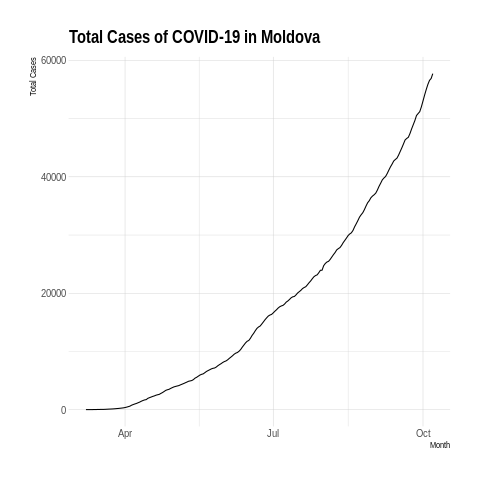 Total Cases of COVID-19 in Moldova
Total Cases
60000
40000
20000
0
Apr
Jul
Oct
Month